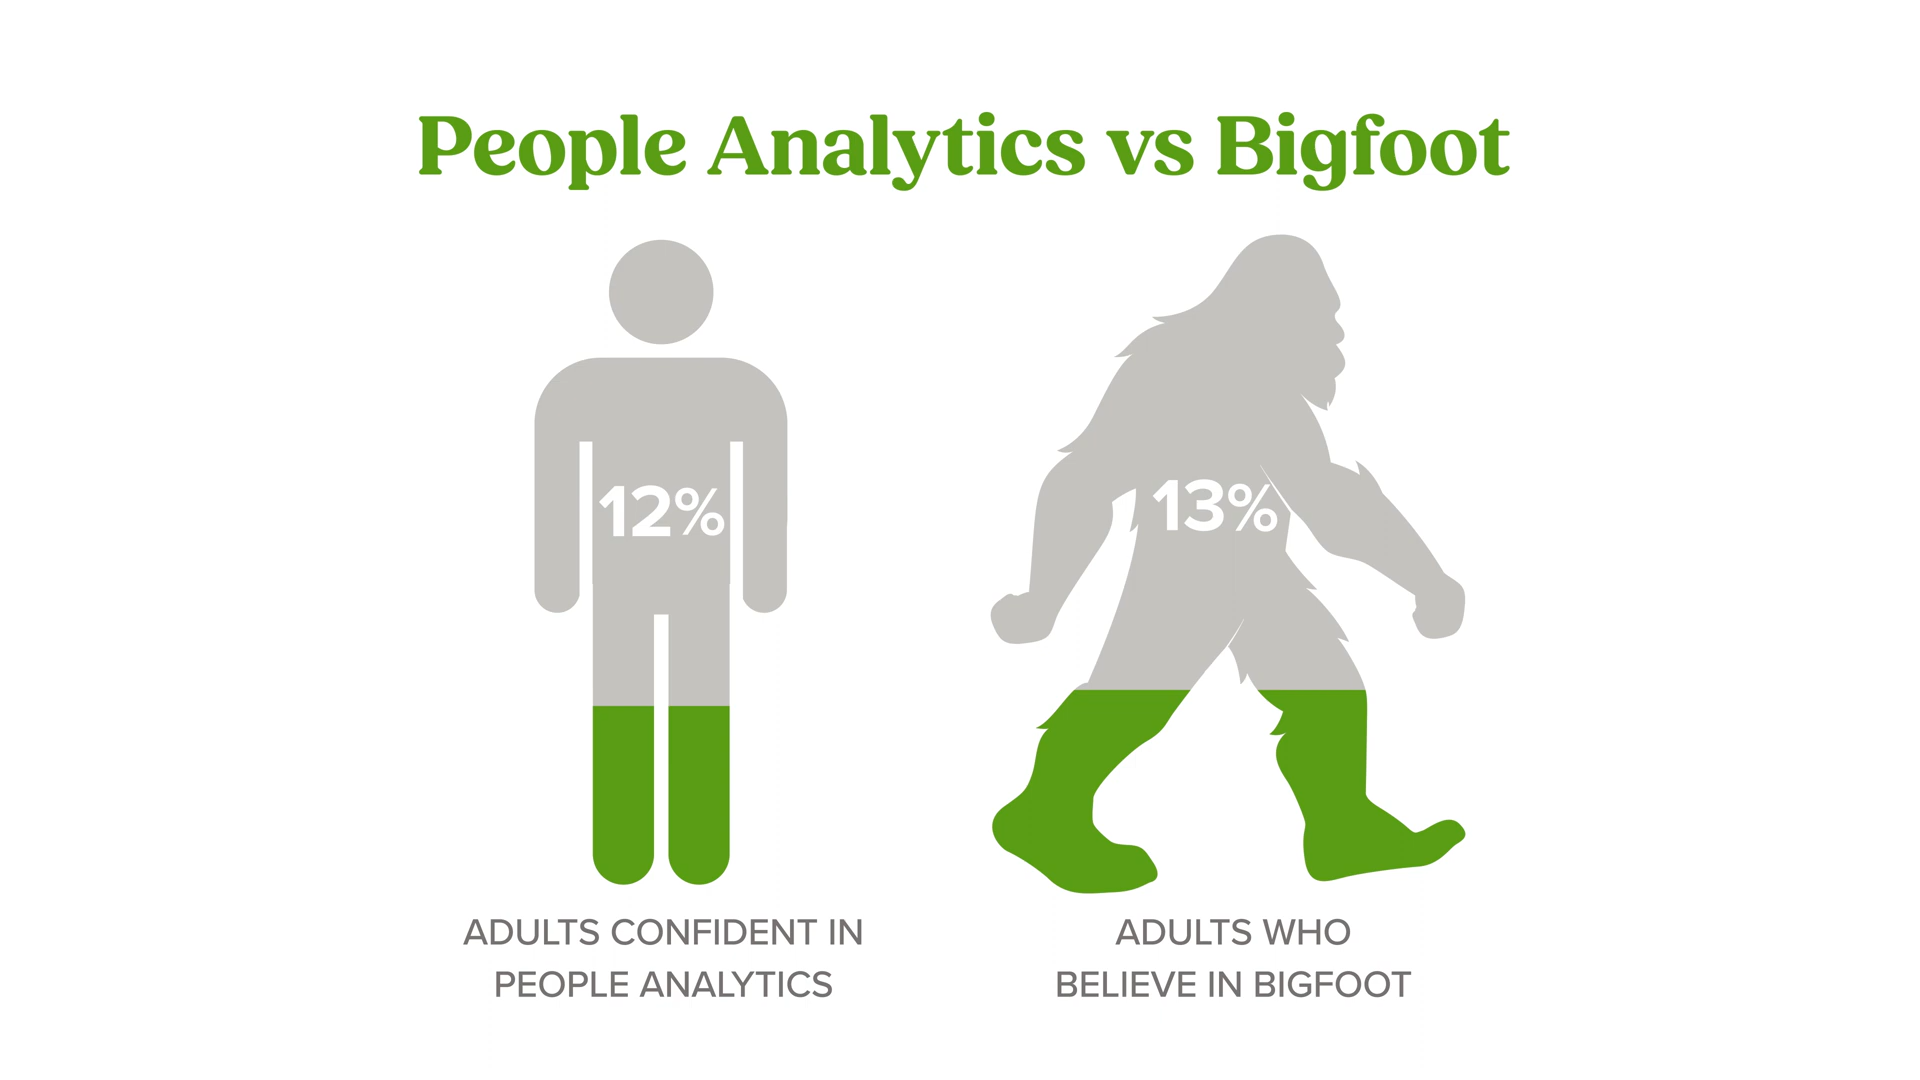 People Analytics vs Bigfoot
12%
13%
ADULTS CONFIDENT IN
PEOPLE ANALYTICS
ADULTS WHO
BELIEVE IN BIGFOOT